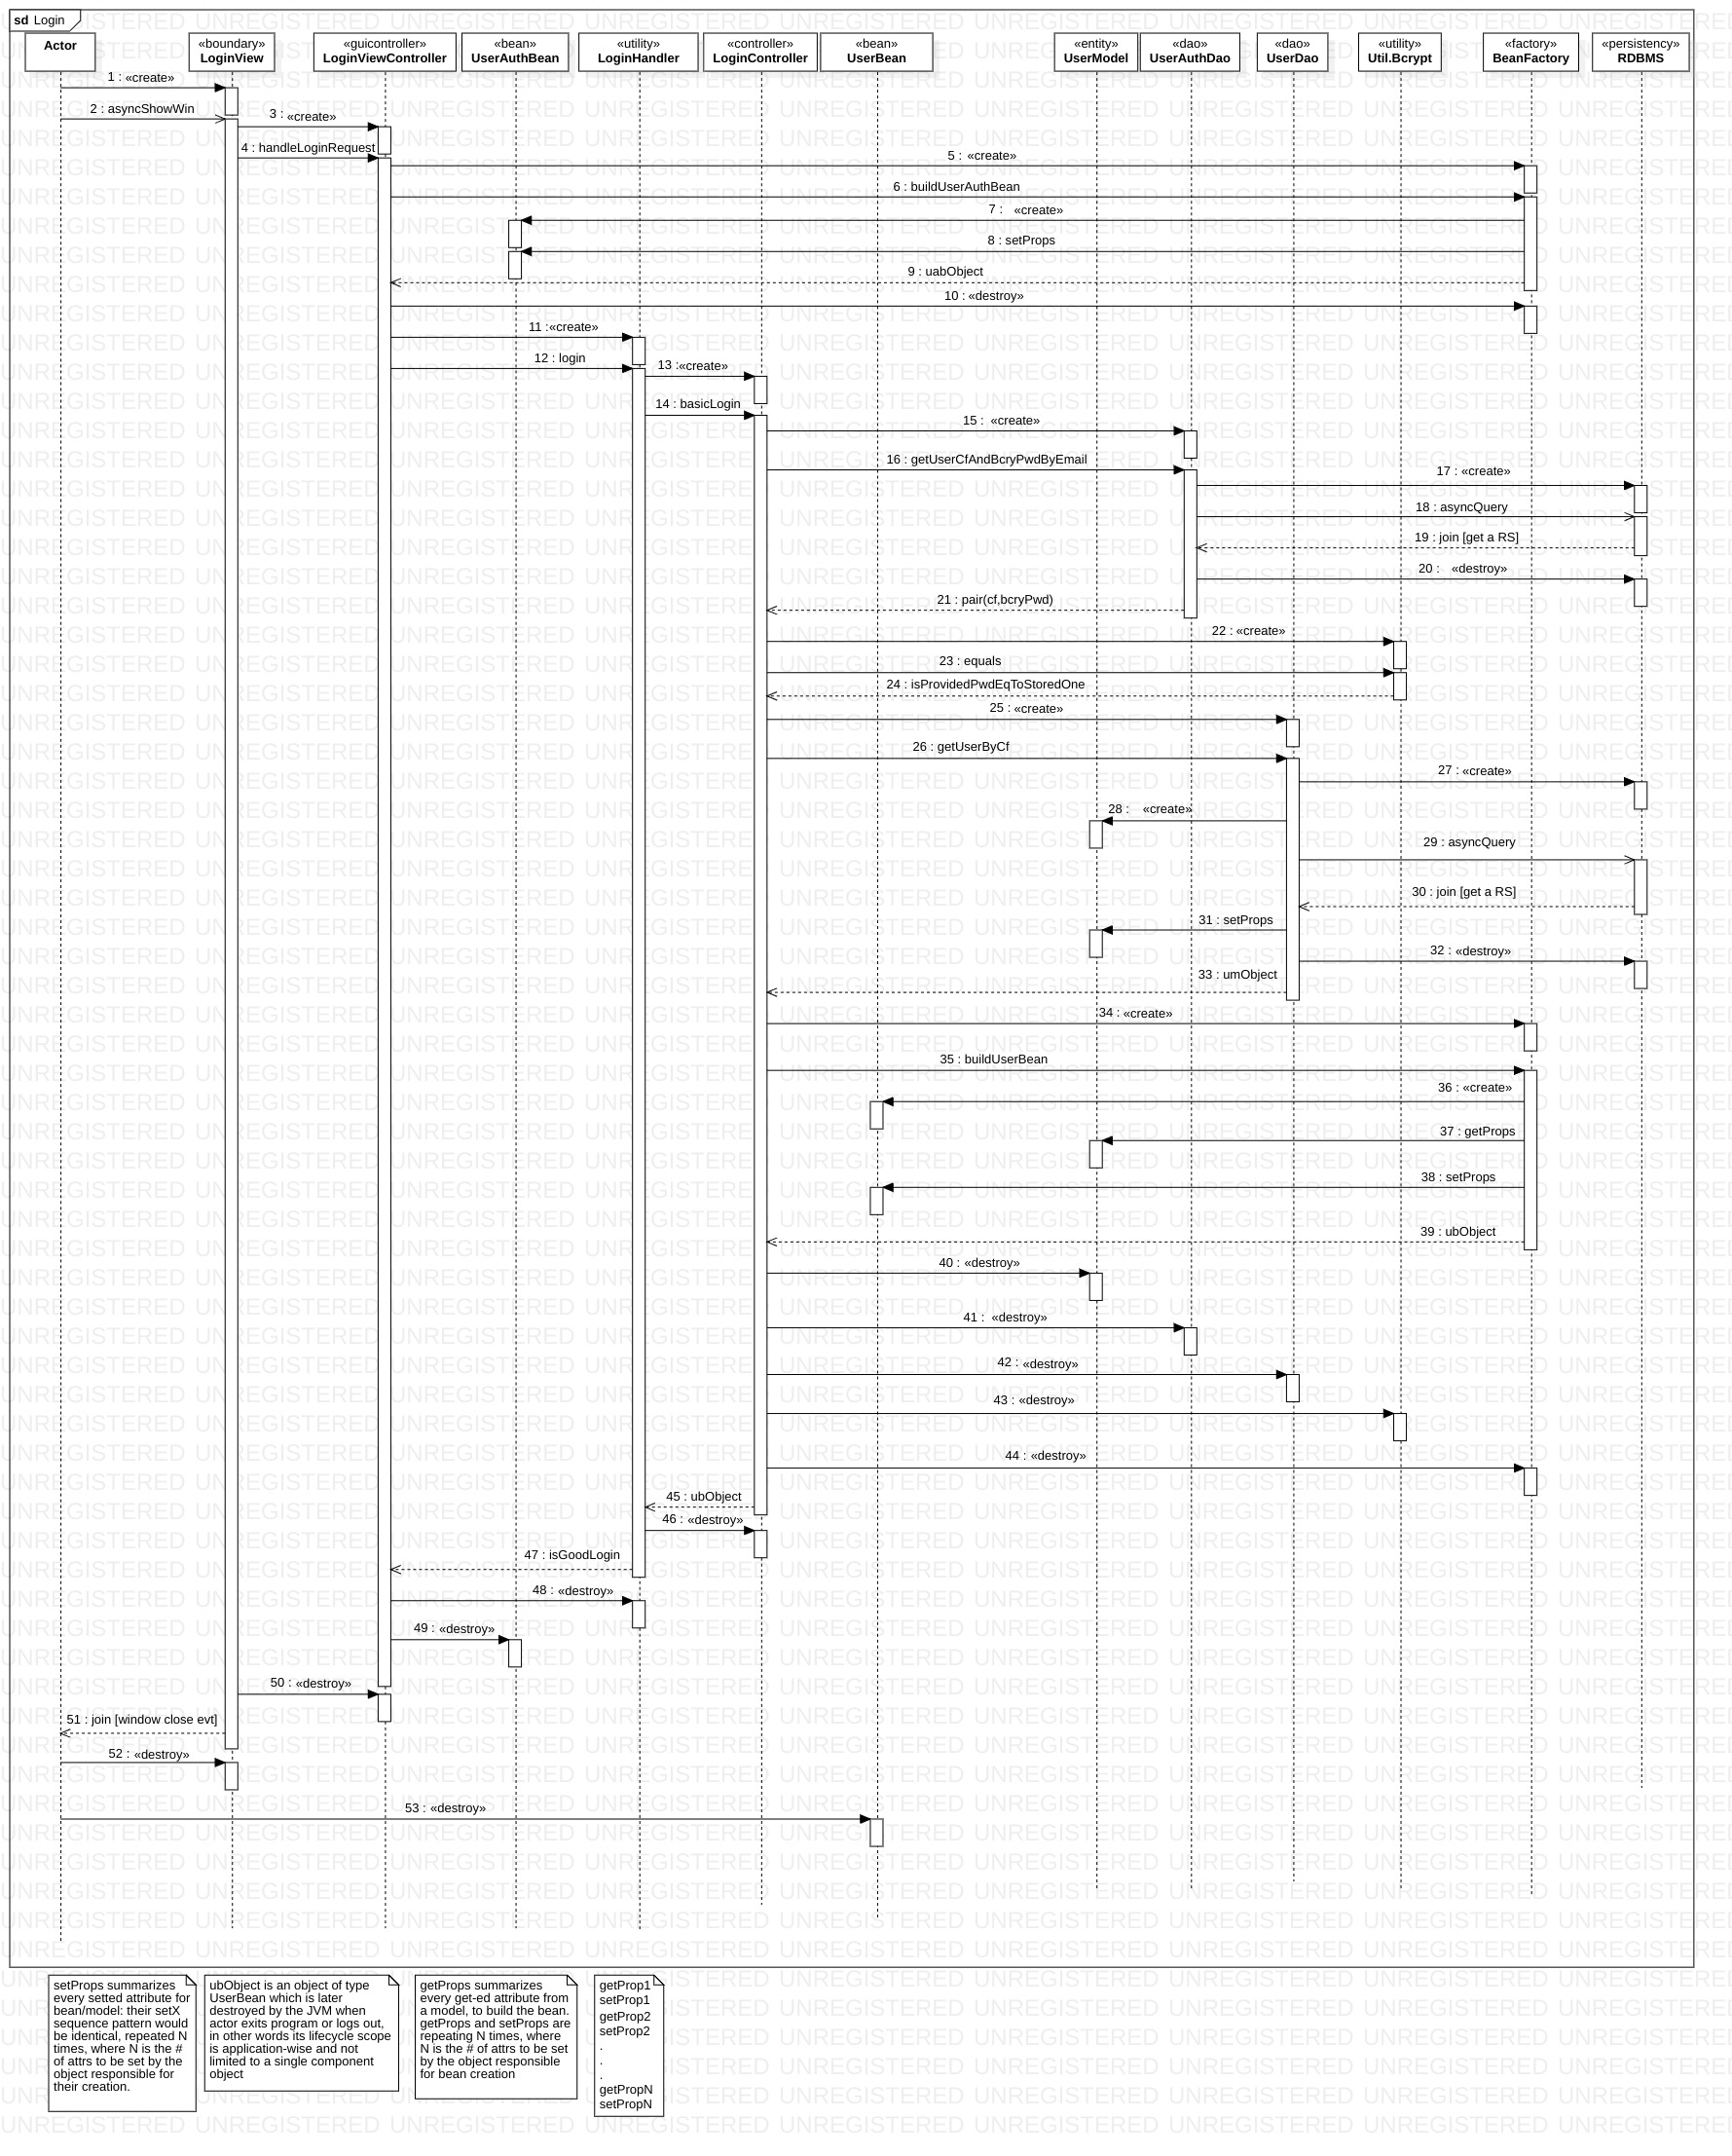 sd Login
Actor
«boundary»
LoginView
«guicontroller»
LoginViewController
«bean»
UserAuthBean
«utility»
LoginHandler
«controller»
LoginController
«bean»
UserBean
«entity»
UserModel
«dao»
UserAuthDao
«dao»
UserDao
«utility»
Util.Bcrypt
«factory»
BeanFactory
«persistency»
RDBMS
1 : «create»
2 : asyncShowWin
3 : «create»
4 : handleLoginRequest
5 : «create»
6 : buildUserAuthBean
7 : «create»
8 : setProps
9 : uabObject
10 : «destroy»
11 :«create»
12 : login
13 :«create»
14 : basicLogin
15 : «create»
16 : getUserCfAndBcryPwdByEmail
17 : «create»
18 : asyncQuery
19 : join [get a RS]
20 : «destroy»
21 : pair(cf,bcryPwd)
22 : «create»
23 : equals
24 : isProvidedPwdEqToStoredOne
25 : «create»
26 : getUserByCf
27 : «create»
28 : «create»
29 : asyncQuery
30 : join [get a RS]
31 : setProps
32 : «destroy»
33 : umObject
34 : «create»
35 : buildUserBean
36 : «create»
37 : getProps
38 : setProps
39 : ubObject
40 : «destroy»
41 : «destroy»
42 : «destroy»
43 : «destroy»
44 : «destroy»
45 : ubObject
46 : «destroy»
47 : isGoodLogin
48 : «destroy»
49 : «destroy»
50 : «destroy»
51 : join [window close evt]
52 : «destroy»
53 : «destroy»
setProps summarizes
every setted attribute for
bean/model: their setX
sequence pattern would
be identical, repeated N
times, where N is the #
of attrs to be set by the
object responsible for
their creation.
ubObject is an object of type
UserBean which is later
destroyed by the JVM when
actor exits program or logs out,
in other words its lifecycle scope
is application-wise and not
limited to a single component
object
getProps summarizes
every get-ed attribute from
a model, to build the bean.
getProps and setProps are
repeating N times, where
N is the # of attrs to be set
by the object responsible
for bean creation
getProp1
setProp1
getProp2
setProp2
.
.
.
getPropN
setPropN